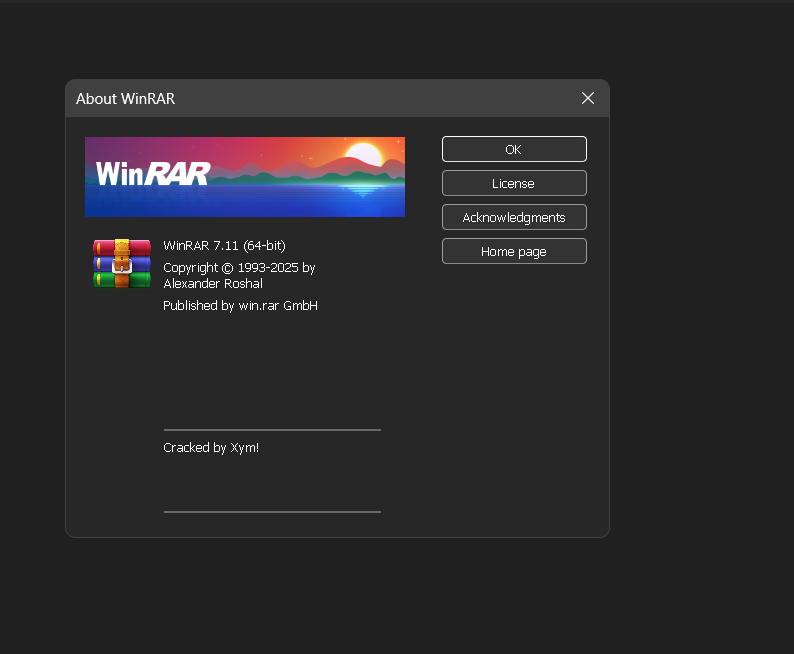 About WinRAR
WinRAR
OK
License
Acknowledgments
Home page
WinRAR 7.11 (64-bit)
Copyright © 1993-2025 by
Alexander Roshal
Published by win.rar GmbH
Cracked by Xym!